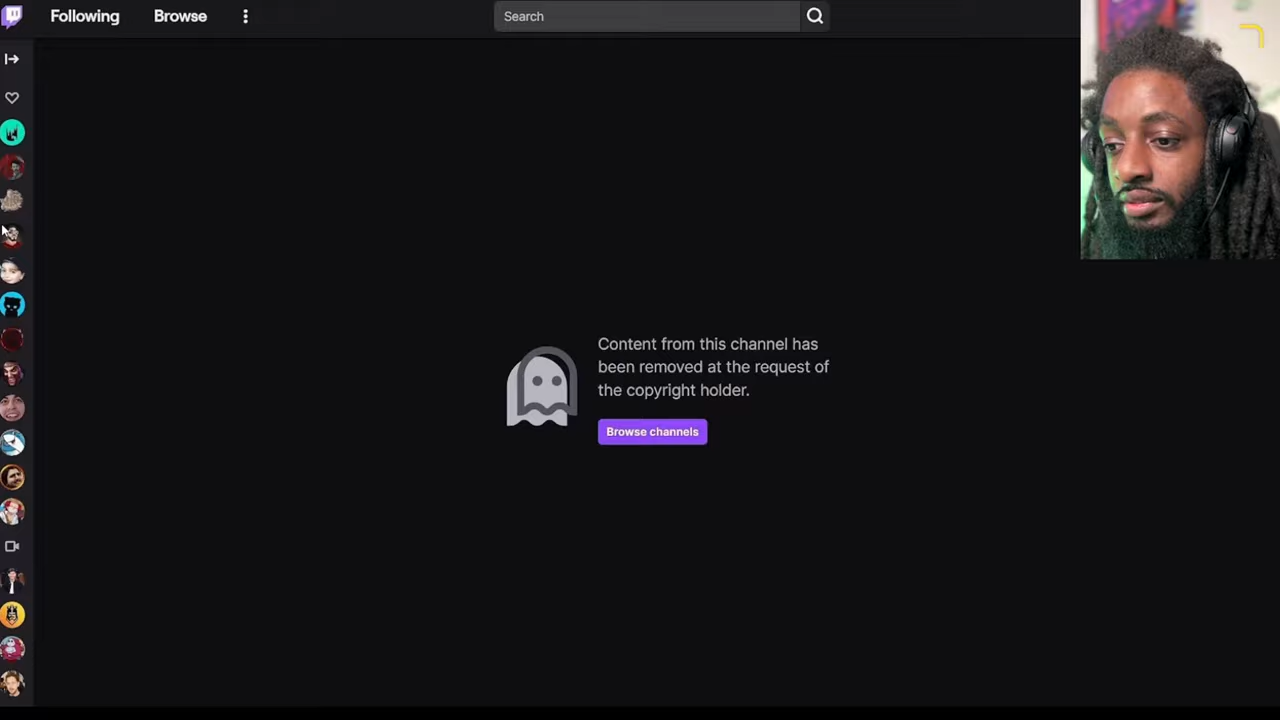 Following
Browse
Search
Content from this channel has
been removed at the request of
the copyright holder.
Browse channels